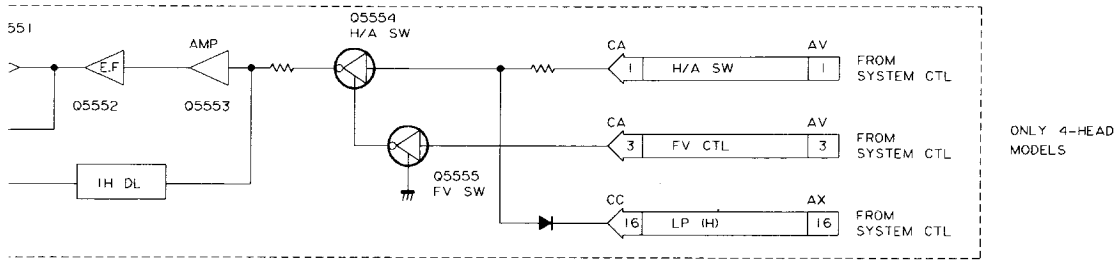 5551
Q5554
H/A SW
AMP
E.F
Q5552
Q5553
CA
1
H/A SW
AV
1
FROM
SYSTEM CTL
CA
3
FV CTL
AV
3
FROM
SYSTEM CTL
Q5555
FV SW
1H DL
CC
16
LP (H)
AX
16
FROM
SYSTEM CTL
ONLY 4-HEAD
MODELS